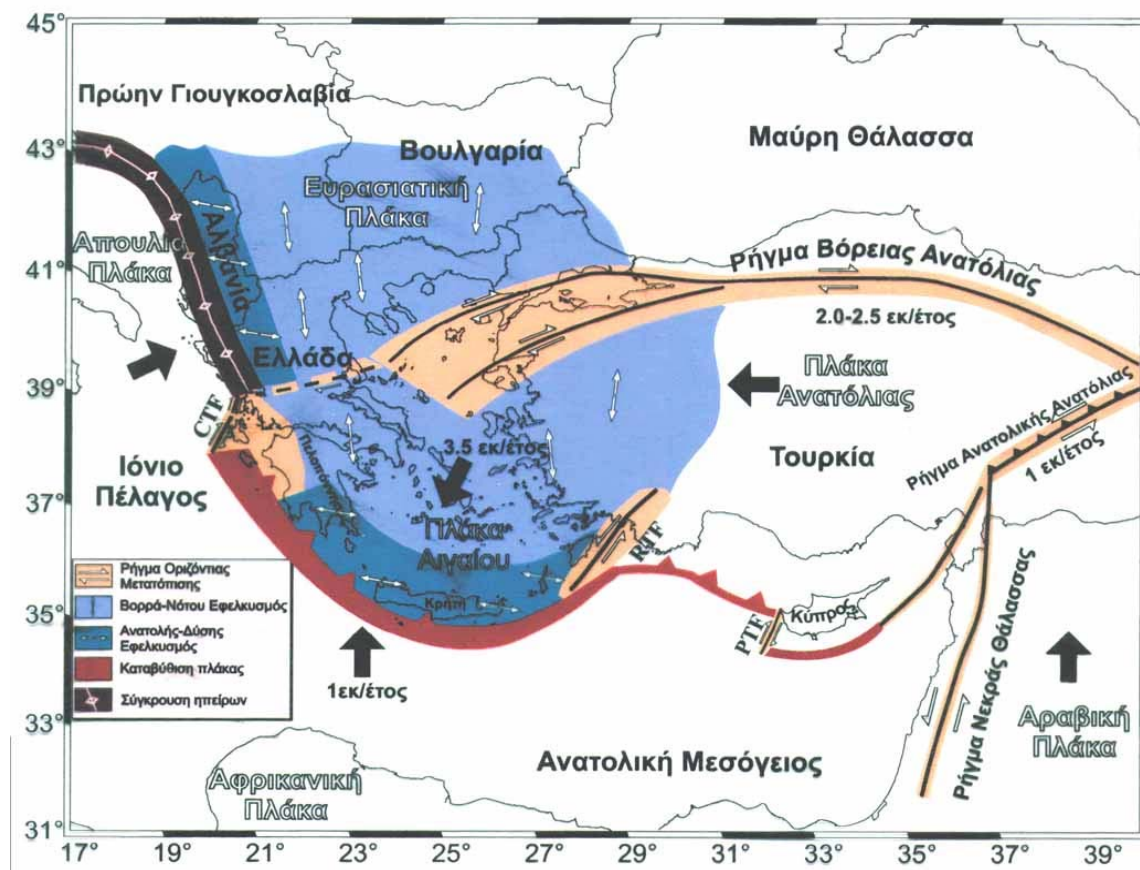 45°
Πρώην Γιουγκοσλαβία
43°
Βουλγαρία
Μαύρη Θάλασσα
Ευρασιατική
Πλάκα
Αλβανία
Απουλία
Πλάκα
41°
Ρήγμα Βόρειας Ανατόλιας
2.0-2.5 εκ/έτος
Ελλάδα
39°
Πλάκα
Ανατόλιας
CTF
Ρήγμα Ανατολικής Ανατόλιας
1 εκ/έτος
3.5 εκ/έτος
Τουρκία
Ιόνιο
Πέλαγος
Πελοπόννησος
37°
Πλάκα
Αιγαίου
RTF
Ρήγμα Οριζόντιας
Μετατόπισης
Βορρά-Νότου Εφελκυσμός
Ανατολής-Δύσης
Εφελκυσμός
Καταβύθιση πλάκας
Σύγκρουση ηπείρων
35°
Κρήτη
Κύπρος
PTF
Ρήγμα Νεκράς Θάλασσας
1εκ/έτος
33°
Αραβική
Πλάκα
Ανατολική Μεσόγειος
Αφρικανική
Πλάκα
31°
17° 19° 21° 23° 25° 27° 29° 31° 33° 35° 37° 39°